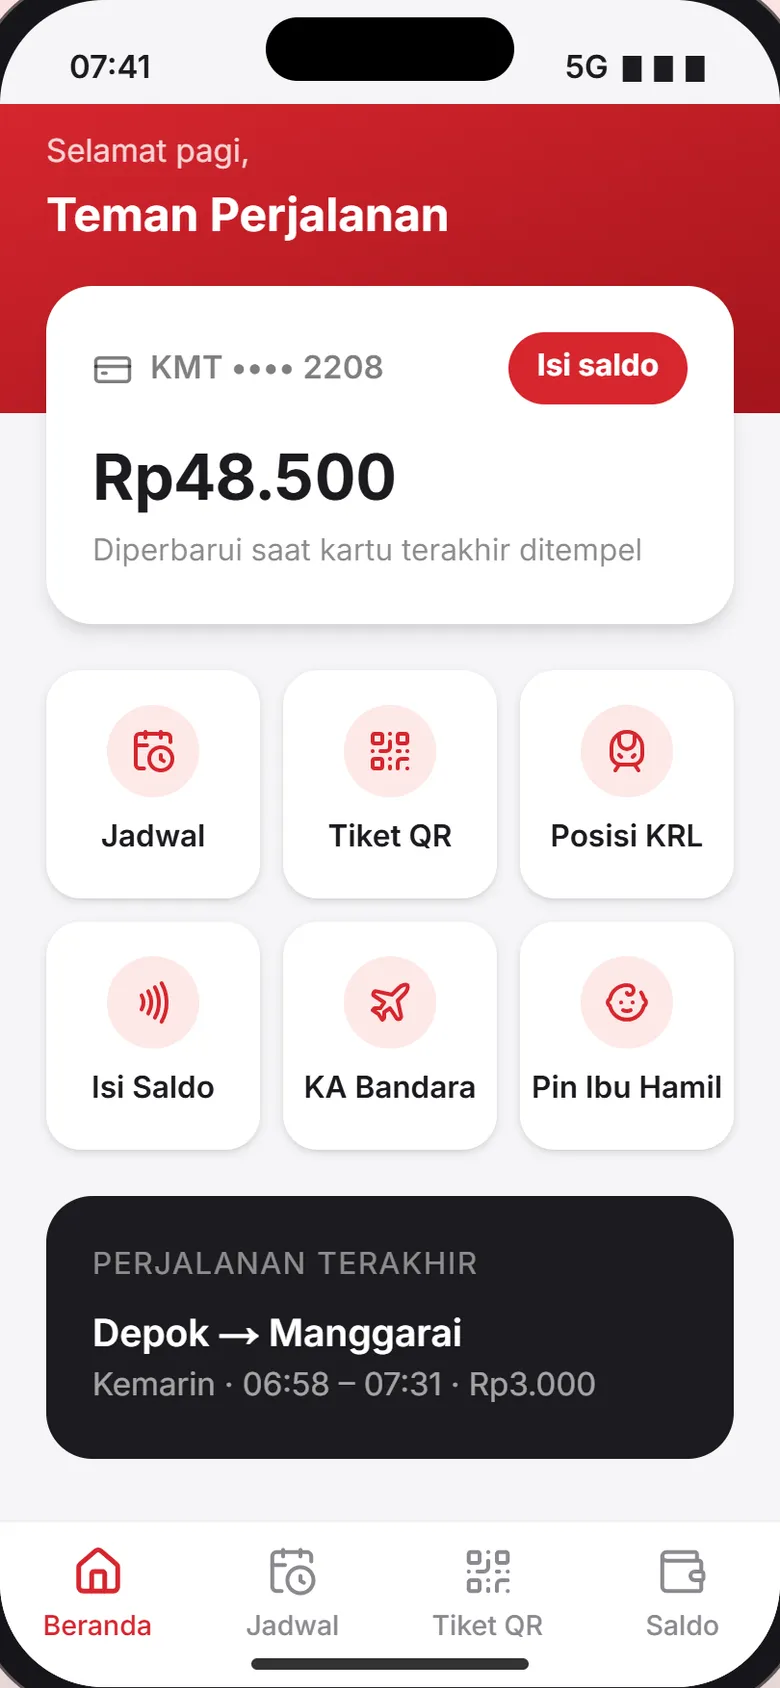 07:41
5G
Selamat pagi,
Teman Perjalanan
KMT •••• 2208
Isi saldo
Rp48.500
Diperbarui saat kartu terakhir ditempel
Jadwal
Tiket QR
Posisi KRL
Isi Saldo
KA Bandara
Pin Ibu Hamil
PERJALANAN TERAKHIR
Depok → Manggarai
Kemarin · 06:58 – 07:31 · Rp3.000
Beranda
Jadwal
Tiket QR
Saldo